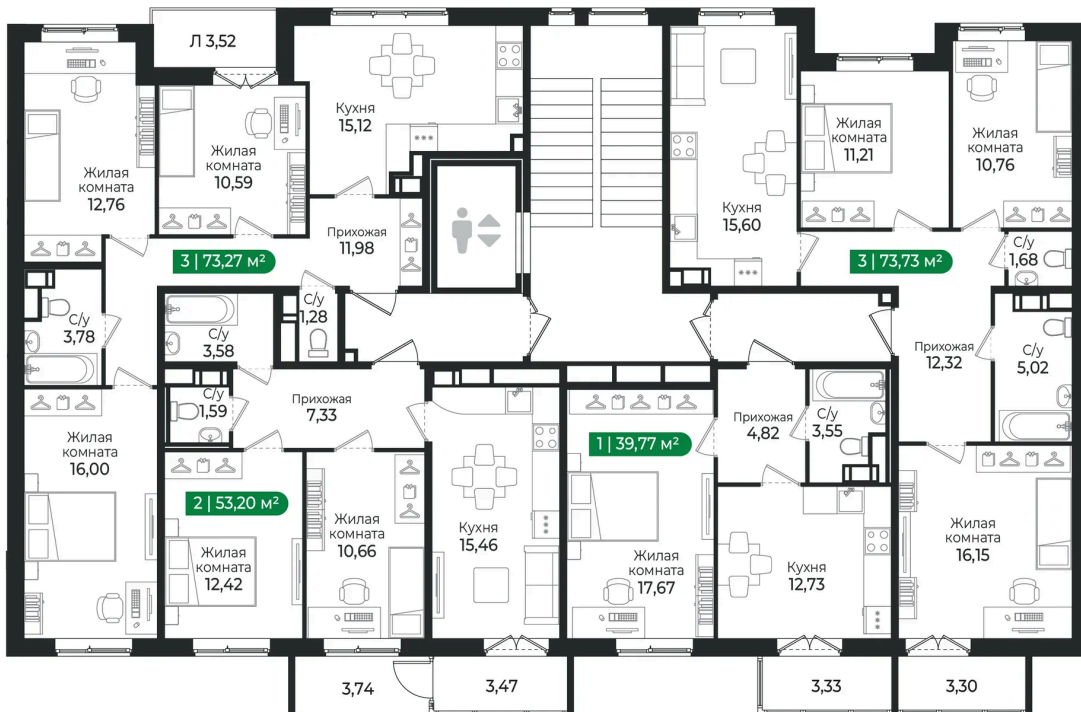 Л 3,52
Кухня
15,12
Жилая
комната
12,76
Жилая
комната
10,59
Прихожая
11,98
3 | 73,27 м²
С/у
3,78
С/у
3,58
С/у
1,28
С/у
1,59
Прихожая
7,33
Жилая
комната
16,00
2 | 53,20 м²
Жилая
комната
12,42
Жилая
комната
10,66
Кухня
15,46
Кухня
15,60
Жилая
комната
11,21
Жилая
комната
10,76
3 | 73,73 м²
С/у
1,68
Прихожая
12,32
С/у
5,02
1 | 39,77 м²
Прихожая
4,82
С/у
3,55
Жилая
комната
17,67
Кухня
12,73
Жилая
комната
16,15
3,74
3,47
3,33
3,30